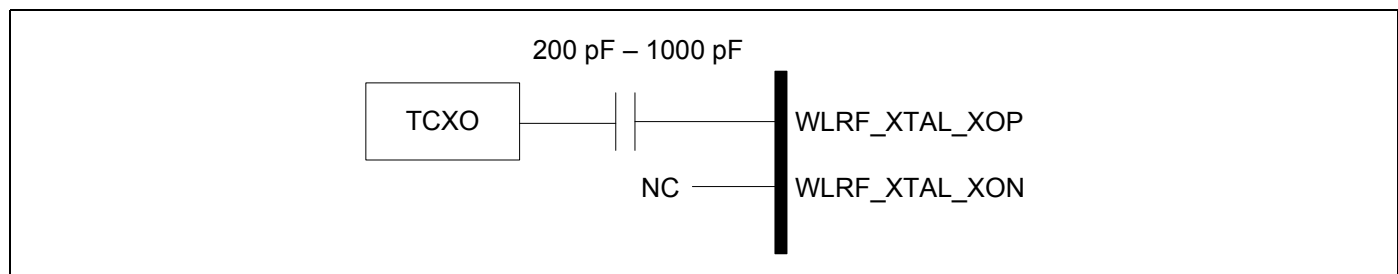 200 pF – 1000 pF
TCXO
WLRF_XTAL_XOP
NC
WLRF_XTAL_XON